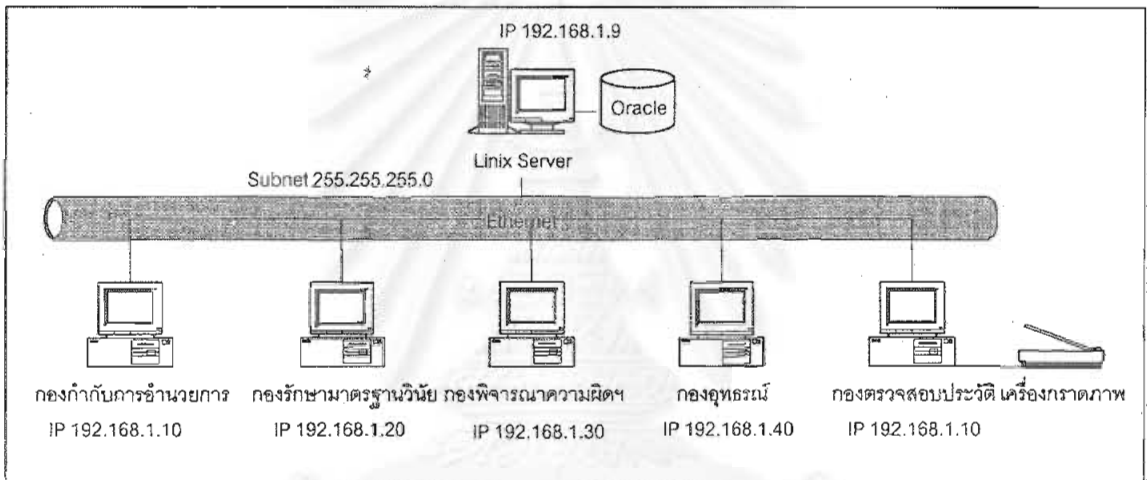 IP 192.168.1.9
Oracle
Linix Server
Subnet 255.255.255.0
Ethernet
กองกำกับการอำนวยการ
กองรักษามาตรฐานวินัย
กองพิจารณาความผิดฯ
กองอุทธรณ์
กองตรวจสอบประวัติ
เครื่องกราดภาพ
IP 192.168.1.10
IP 192.168.1.20
IP 192.168.1.30
IP 192.168.1.40
IP 192.168.1.10